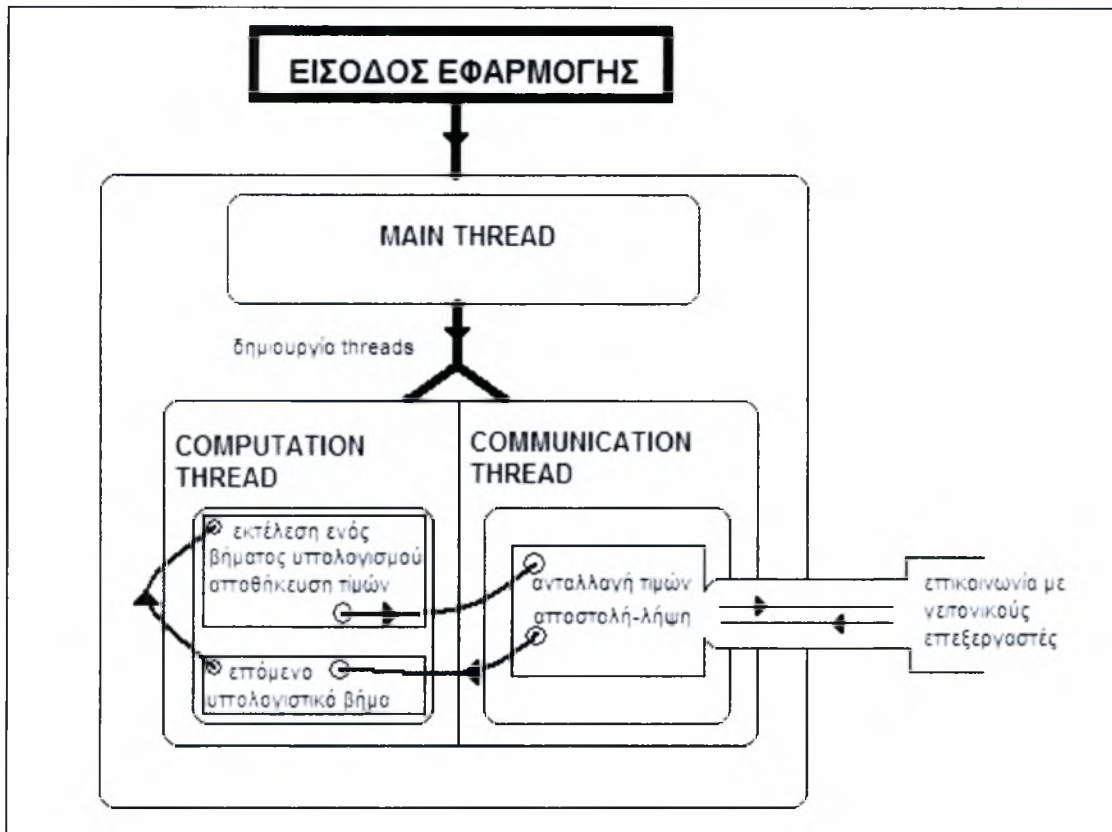 ΕΙΣΟΔΟΣ ΕΦΑΡΜΟΓΗΣ
MAIN THREAD
δημιουργία threads
COMPUTATION
THREAD
εκτέλεση ενός
βήματος υπολογισμού
αποθήκευση τιμών
επόμενο
υπολογιστικό βήμα
COMMUNICATION
THREAD
ανταλλαγή τιμών
αποστολή-λήψη
επικοινωνία με
γειτονικούς
επεξεργαστές